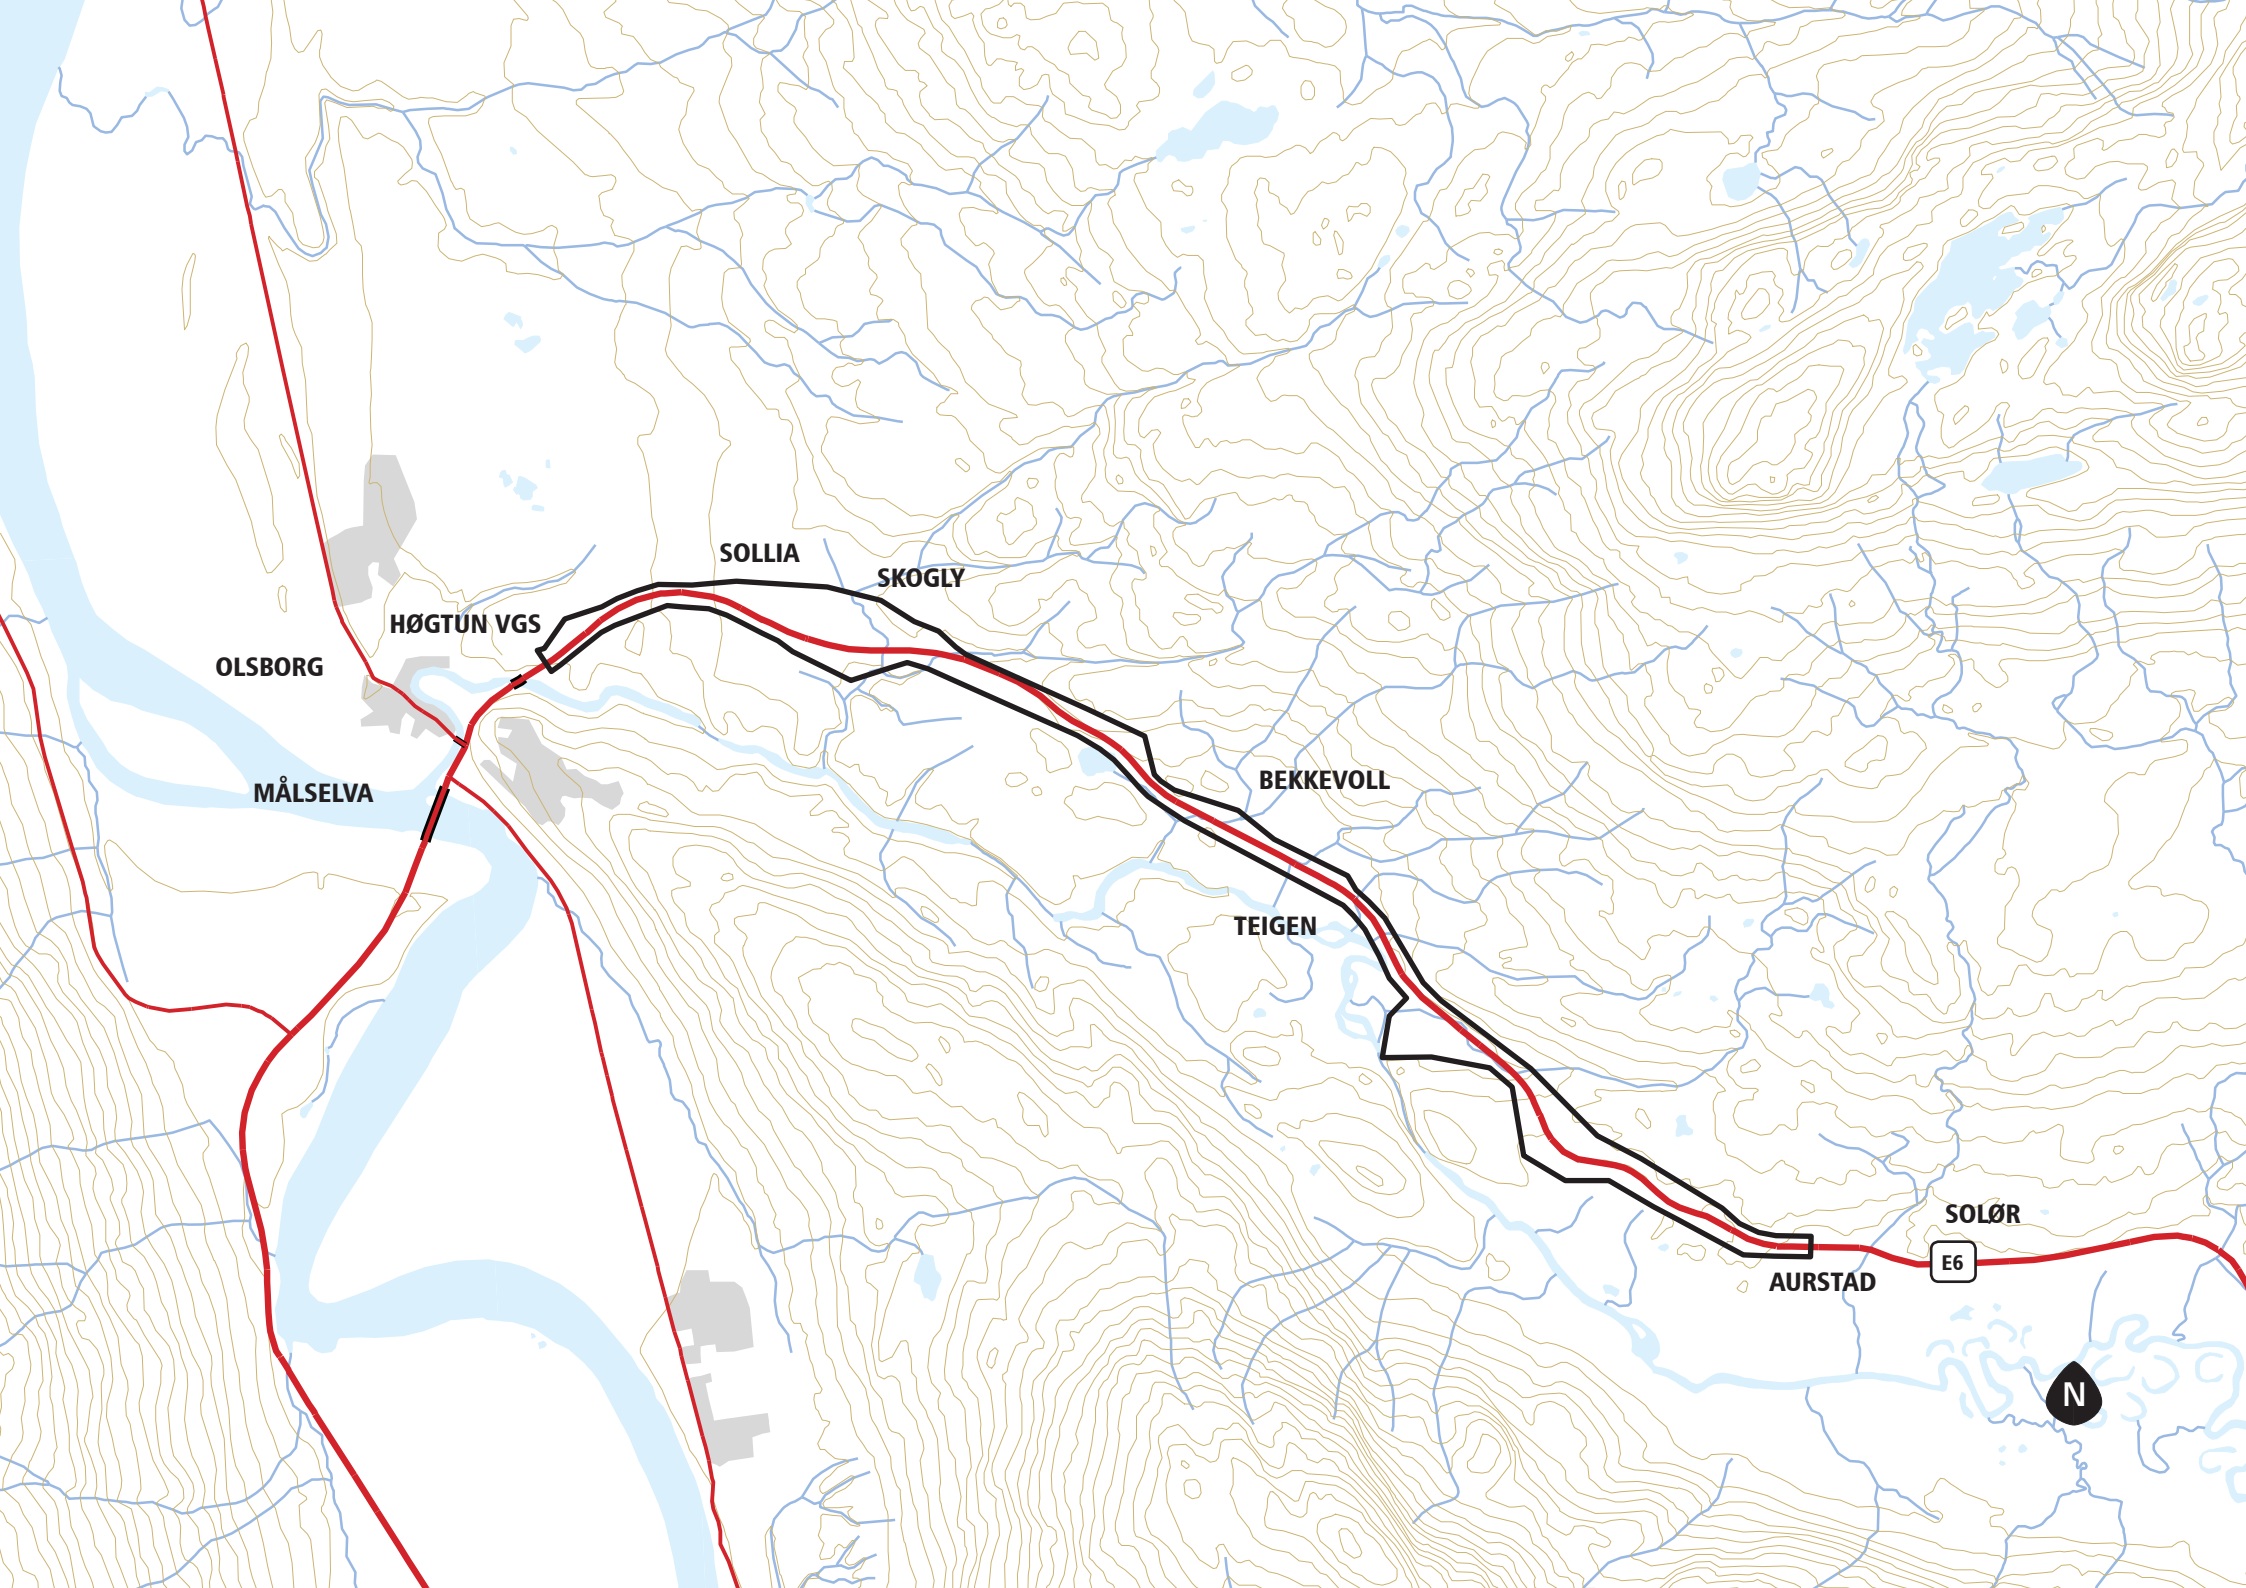 SOLLIA
SKOGLY
HØGTUN VGS
OLSBORG
MÅLSELVA
BEKKEVOLL
TEIGEN
SOLØR
E6
AURSTAD
N